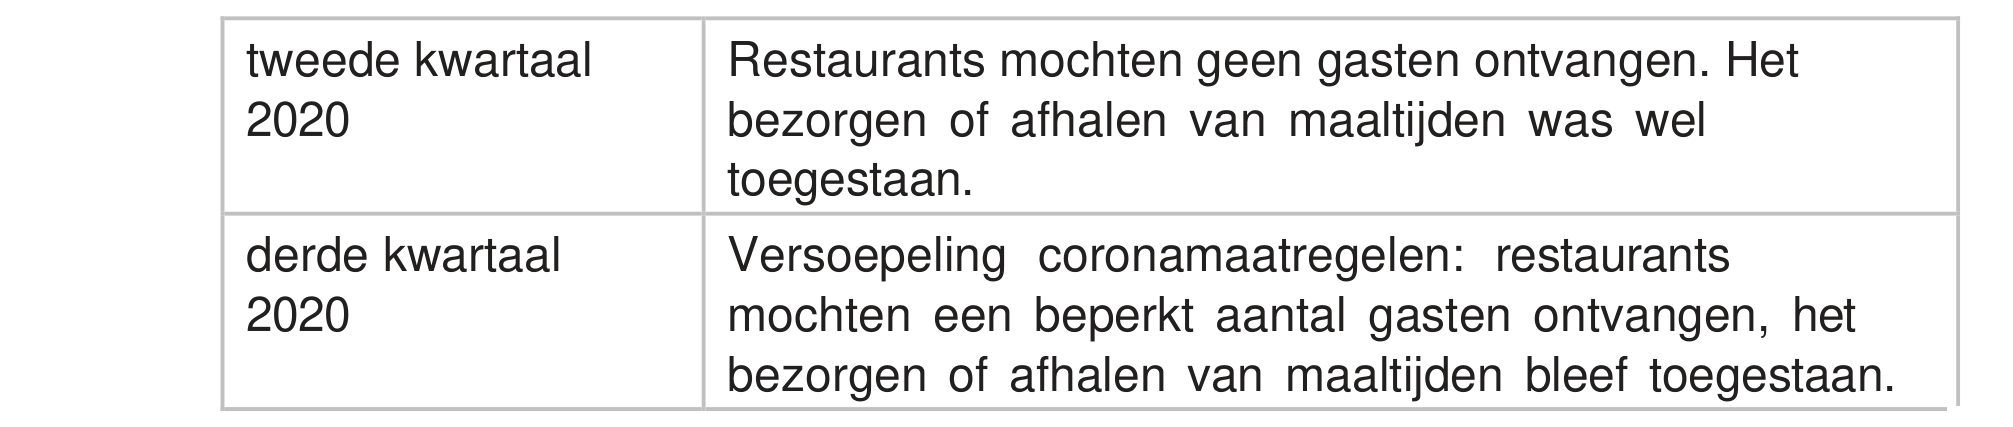 tweede kwartaal
2020
Restaurants mochten geen gasten ontvangen. Het
bezorgen of afhalen van maaltijden was wel
toegestaan.
derde kwartaal
2020
Versoepeling coronamaatregelen: restaurants
mochten een beperkt aantal gasten ontvangen, het
bezorgen of afhalen van maaltijden bleef toegestaan.